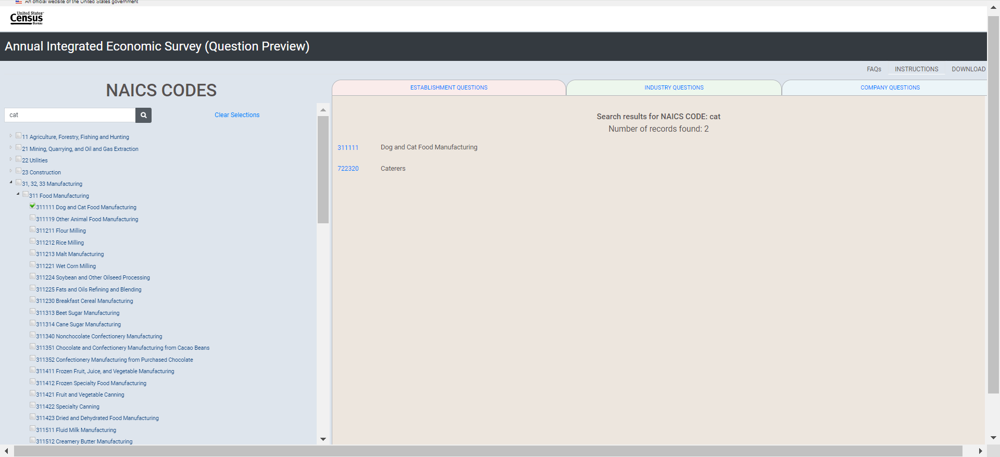 An official website of the United States government
United States®
Census
Bureau
Annual Integrated Economic Survey (Question Preview)
FAQs INSTRUCTIONS DOWNLOAD
NAICS CODES
ESTABLISHMENT QUESTIONS
INDUSTRY QUESTIONS
COMPANY QUESTIONS
cat
Clear Selections
11 Agriculture, Forestry, Fishing and Hunting
21 Mining, Quarrying, and Oil and Gas Extraction
22 Utilities
23 Construction
31, 32, 33 Manufacturing
311 Food Manufacturing
311111 Dog and Cat Food Manufacturing
311119 Other Animal Food Manufacturing
311211 Flour Milling
311212 Rice Milling
311213 Malt Manufacturing
311221 Wet Corn Milling
311224 Soybean and Other Oilseed Processing
311225 Fats and Oils Refining and Blending
311230 Breakfast Cereal Manufacturing
311313 Beet Sugar Manufacturing
311314 Cane Sugar Manufacturing
311340 Nonchocolate Confectionery Manufacturing
311351 Chocolate and Confectionery Manufacturing from Cacao Beans
311352 Confectionery Manufacturing from Purchased Chocolate
311411 Frozen Fruit, Juice, and Vegetable Manufacturing
311412 Frozen Specialty Food Manufacturing
311421 Fruit and Vegetable Canning
311422 Specialty Canning
311423 Dried and Dehydrated Food Manufacturing
311511 Fluid Milk Manufacturing
311512 Creamery Butter Manufacturing
Search results for NAICS CODE: cat
Number of records found: 2
311111 Dog and Cat Food Manufacturing
722320 Caterers